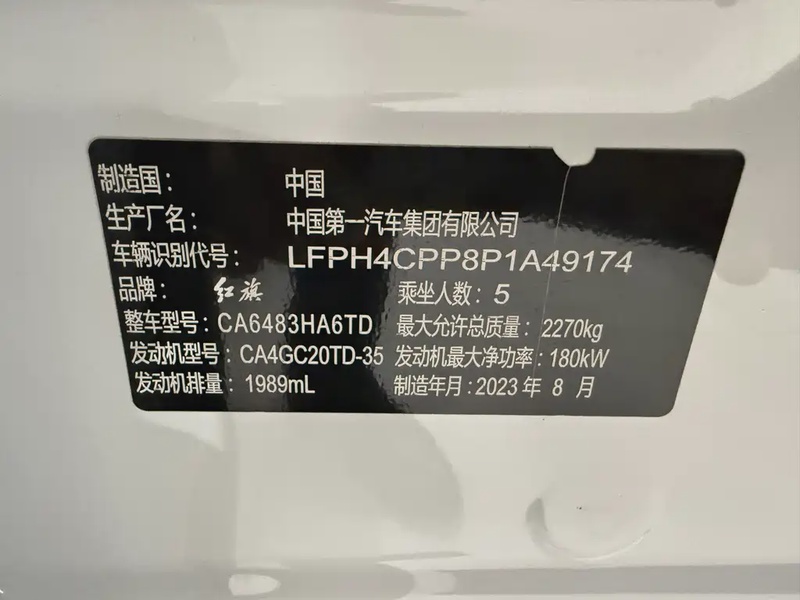 制造国： 中国
生产厂名： 中国第一汽车集团有限公司
车辆识别代号： LFPH4CPP8P1A49174
品牌： 红旗 乘坐人数：5
整车型号：CA6483HA6TD 最大允许总质量：2270kg
发动机型号：CA4GC20TD-35 发动机最大净功率：180kW
发动机排量：1989mL 制造年月：2023 年 8 月